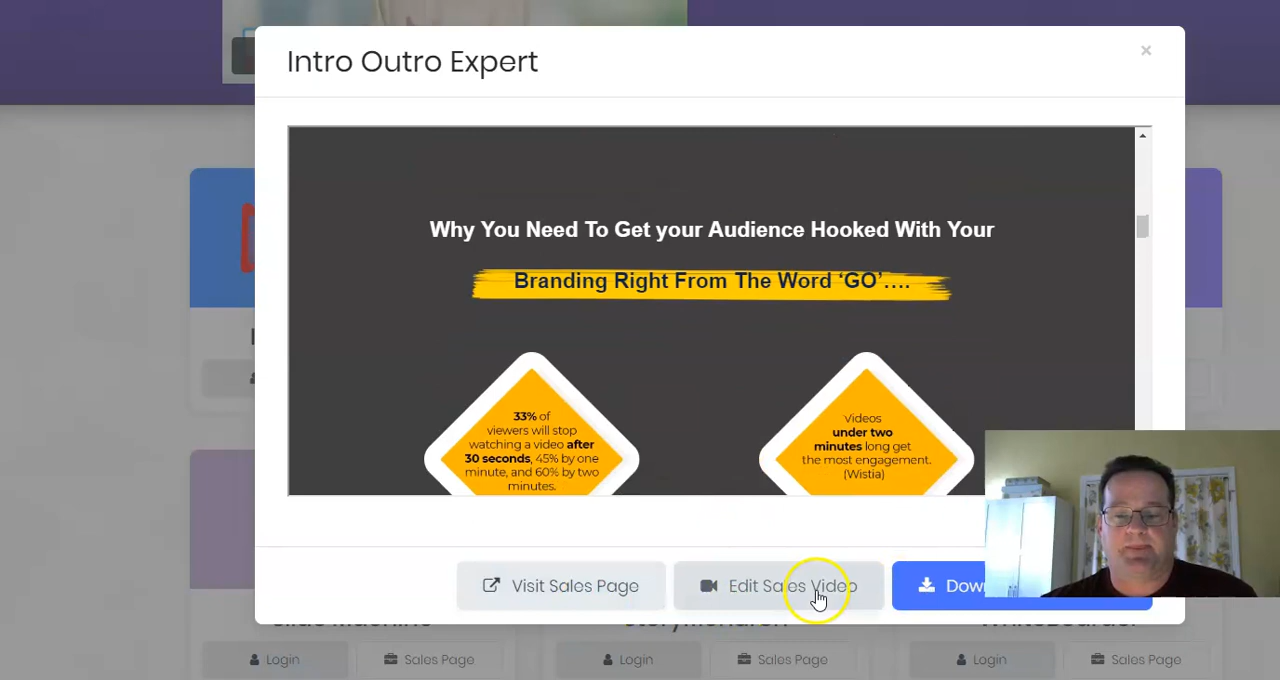 Intro Outro Expert
×
Why You Need To Get your Audience Hooked With Your
Branding Right From The Word ‘GO’….
33% of
viewers will stop
watching a video after
30 seconds, 45% by one
minute, and 60% by two
minutes.
Videos
under two
minutes long get
the most engagement.
(Wistia)
Visit Sales Page
Edit Sales Video
Login
Sales Page
Login
Sales Page
Login
Sales Page